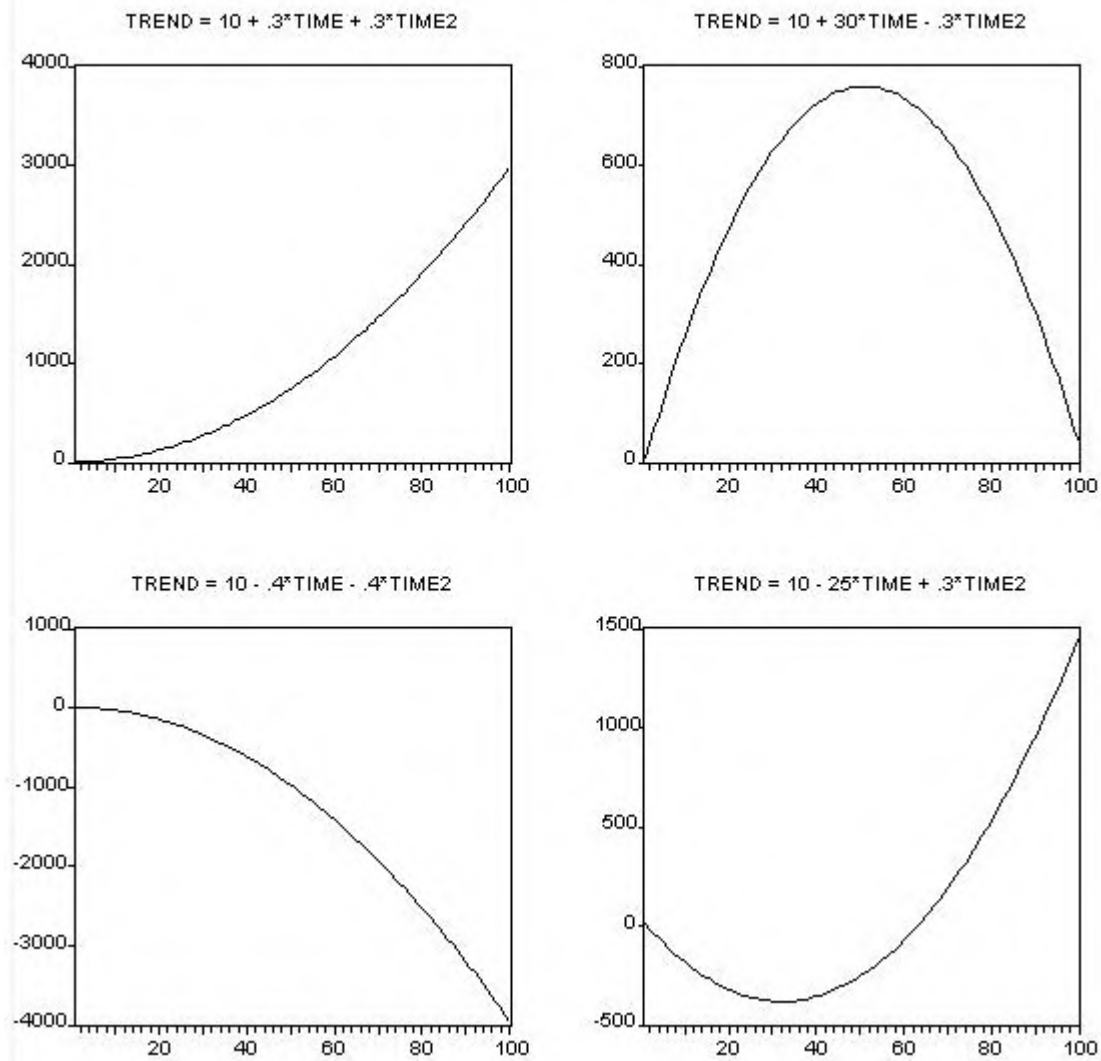 TREND = 10 + .3*TIME + .3*TIME2
4000
3000
2000
1000
0
20 40 60 80 100
TREND = 10 + 30*TIME - .3*TIME2
800
600
400
200
0
20 40 60 80 100
TREND = 10 - .4*TIME - .4*TIME2
1000
0
-1000
-2000
-3000
-4000
20 40 60 80 100
TREND = 10 - 25*TIME + .3*TIME2
1500
1000
500
0
-500
20 40 60 80 100